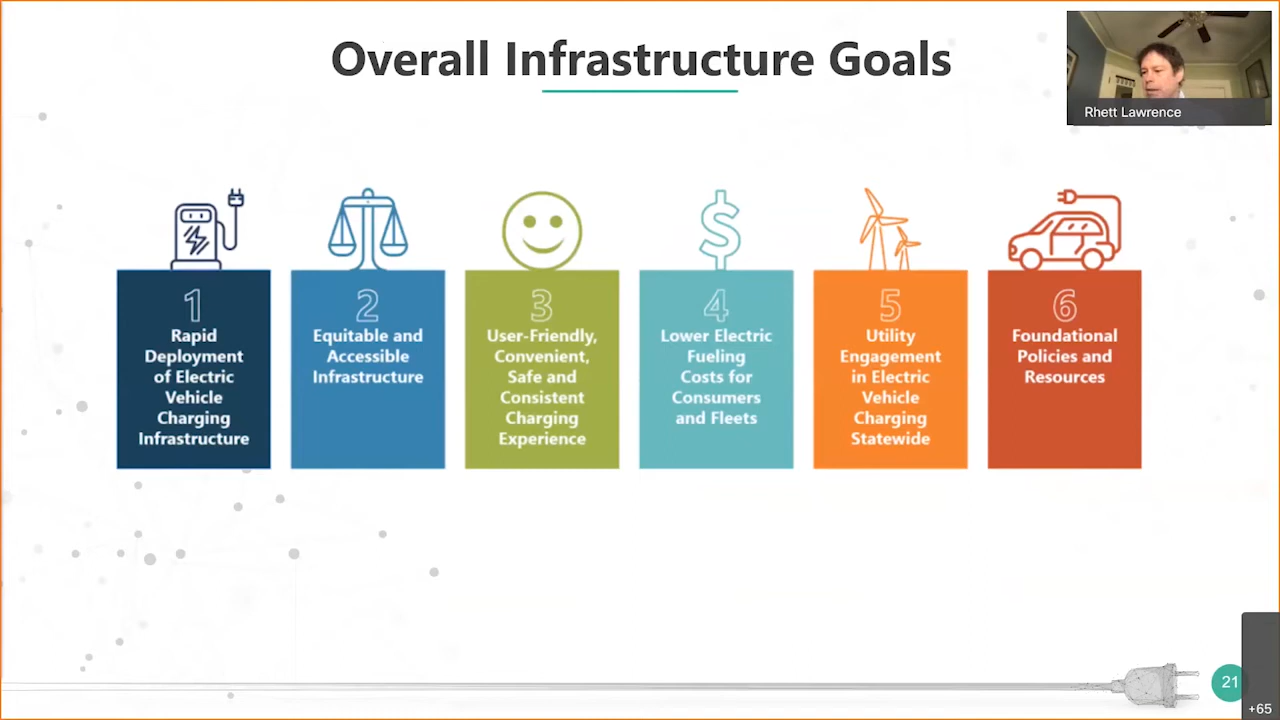 Overall Infrastructure Goals
Rhett Lawrence
1
Rapid
Deployment
of Electric
Vehicle
Charging
Infrastructure
2
Equitable and
Accessible
Infrastructure
3
User-Friendly,
Convenient,
Safe and
Consistent
Charging
Experience
4
Lower Electric
Fueling
Costs for
Consumers
and Fleets
5
Utility
Engagement
in Electric
Vehicle
Charging
Statewide
6
Foundational
Policies and
Resources
21
+65